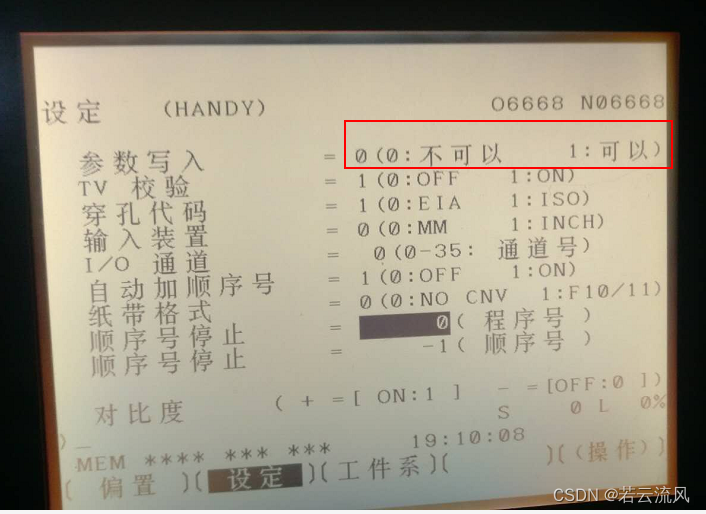 设定 (HANDY) O6668 N06668
参数写入 = 0(0:不可以 1:可以)
TV 校验 = 1(0:OFF 1:ON)
穿孔代码 = 1(0:EIA 1:ISO)
输入装置 = 0(0:MM 1:INCH)
I/O 通道 = 0(0-35: 通道号)
自动加顺序号 = 1(0:OFF 1:ON)
纸带格式 = 0(0:NO CNV 1:F10/11)
顺序号停止 = 0( 程序号 )
顺序号停止 = -1( 顺序号 )
对比度 ( + =[ ON:1 ] - =[OFF:0 ])
S 0 L 0%
)_
MEM **** *** *** 19:10:08
( 偏置 )( 设定 )(工件系)( )((操作))
CSDN @若云流风